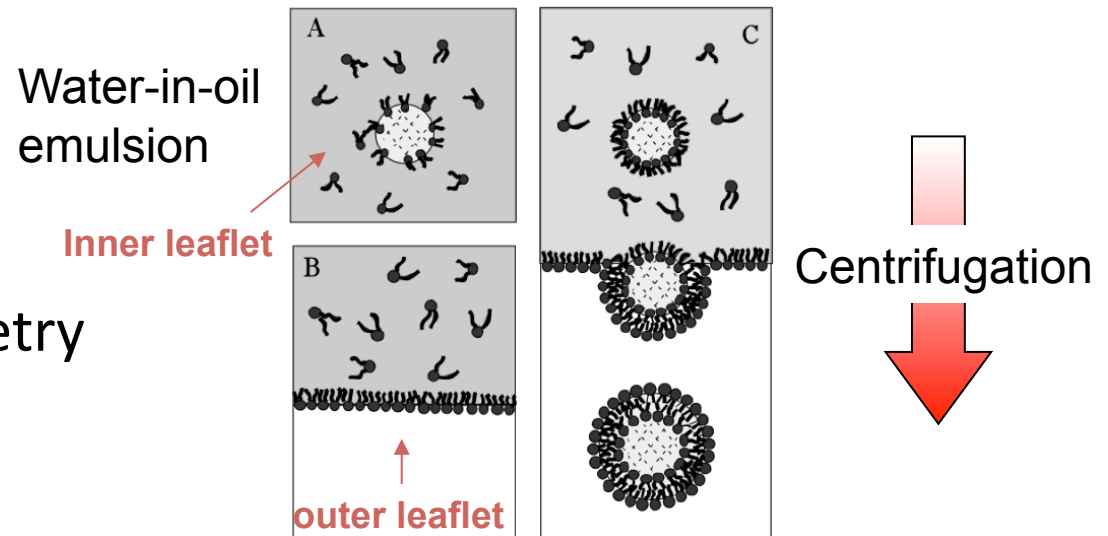 Water-in-oil
emulsion
Inner leaflet
etry
A
B
outer leaflet
C
Centrifugation